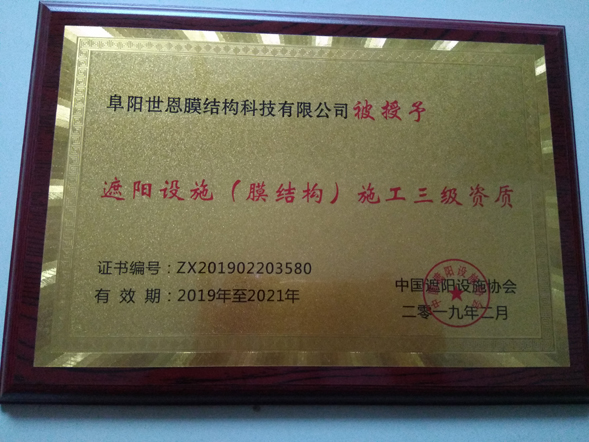 阜阳世恩膜结构科技有限公司被授予
遮阳设施（膜结构）施工三级资质
证书编号：ZX201902203580
有 效 期：2019年至2021年
中国遮阳设施协会
二零一九年二月